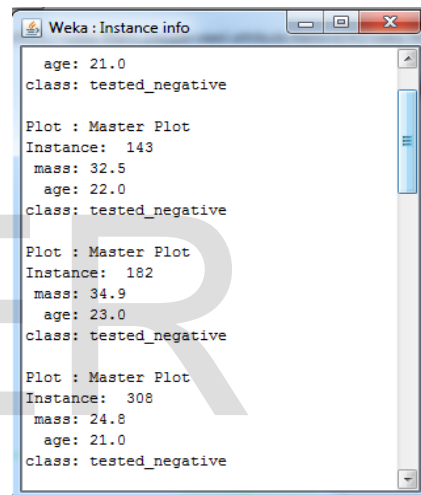 Weka : Instance info
age: 21.0
class: tested_negative
Plot : Master Plot
Instance: 143
mass: 32.5
age: 22.0
class: tested_negative
Plot : Master Plot
Instance: 182
mass: 34.9
age: 23.0
class: tested_negative
Plot : Master Plot
Instance: 308
mass: 24.8
age: 21.0
class: tested_negative
ER